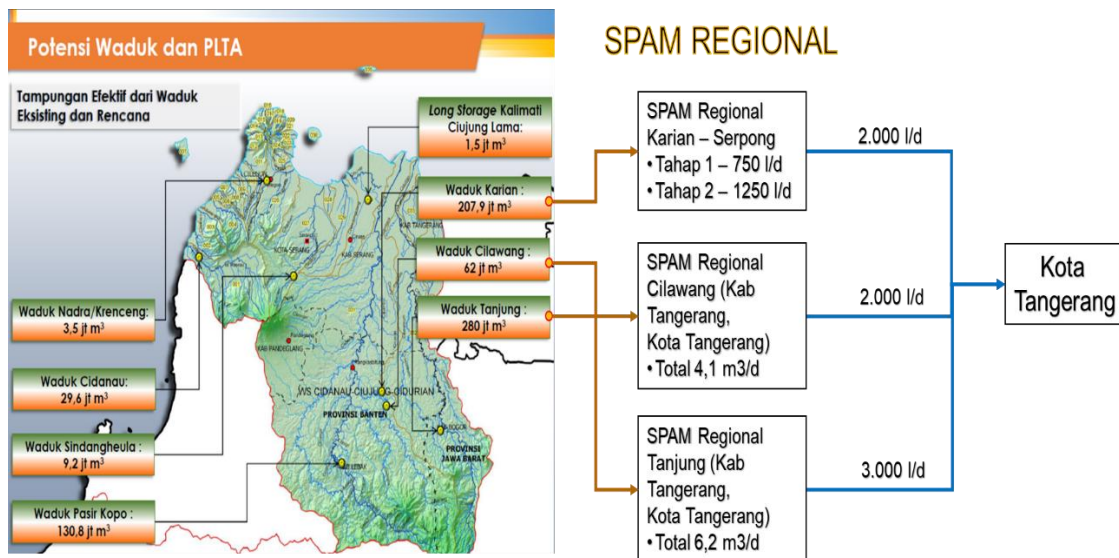 Potensi Waduk dan PLTA
Tampungan Efektif dari Waduk
Eksisting dan Rencana
Long Storage Kalimati
Ciujung Lama:
1,5 jt m³
Waduk Karian :
207,9 jt m³
Waduk Cilawang :
62 jt m³
Waduk Tanjung :
280 jt m³
Waduk Nadra/Krenceng:
3,5 jt m³
Waduk Cidanau:
29,6 jt m³
Waduk Sindangheula :
9,2 jt m³
Waduk Pasir Kopo :
130,8 jt m³
KAB TANGERANG
KOTA SERANG
KAB SERANG
KAB PANDEGLANG
WS CIDANAU-CIUJUNG-CIDURIAN
PROVINSI BANTEN
PROVINSI
JAWA BARAT
SPAM REGIONAL
SPAM Regional
Karian – Serpong
• Tahap 1 – 750 l/d
• Tahap 2 – 1250 l/d
2.000 l/d
SPAM Regional
Cilawang (Kab
Tangerang,
Kota Tangerang)
• Total 4,1 m3/d
2.000 l/d
SPAM Regional
Tanjung (Kab
Tangerang,
Kota Tangerang)
• Total 6,2 m3/d
3.000 l/d
Kota
Tangerang